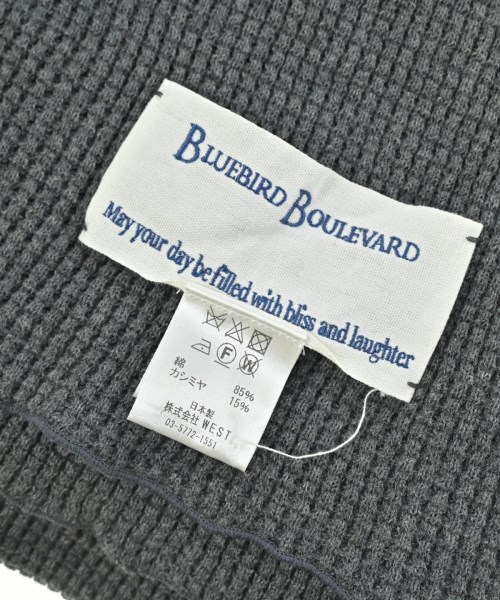 BLUEBIRD BOULEVARD
May your day be filled with bliss and laughter
F W
綿 85%
カシミヤ 15%
日本製
株式会社 WEST.
03-5772-1551